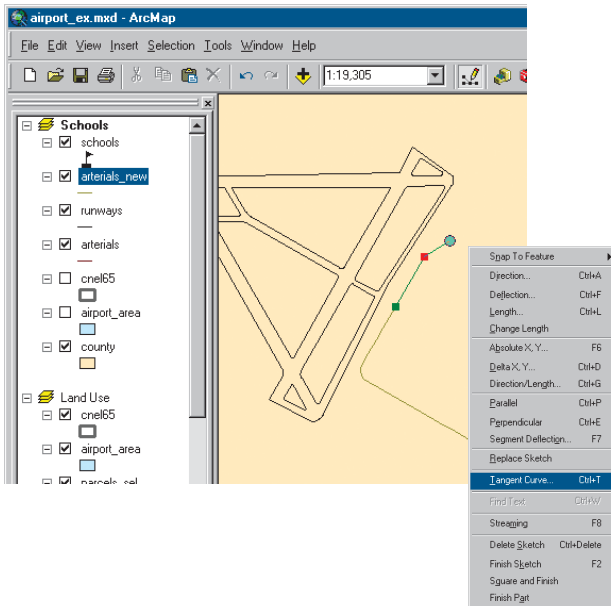 airport_ex.mxd - ArcMap
File Edit View Insert Selection Tools Window Help
1:19,305
Schools
schools
arterials_new
runways
arterials
cnel65
airport_area
county
Land Use
cnel65
airport_area
parcels_sel
Snap To Feature
Direction... Ctrl+A
Deflection... Ctrl+F
Length... Ctrl+L
Change Length
Absolute X, Y... F6
Delta X, Y... Ctrl+D
Direction/Length... Ctrl+G
Parallel Ctrl+P
Perpendicular Ctrl+E
Segment Deflection... F7
Replace Sketch
Tangent Curve... Ctrl+T
Find Text Ctrl+W
Streaming F8
Delete Sketch Ctrl+Delete
Finish Sketch F2
Square and Finish
Finish Part